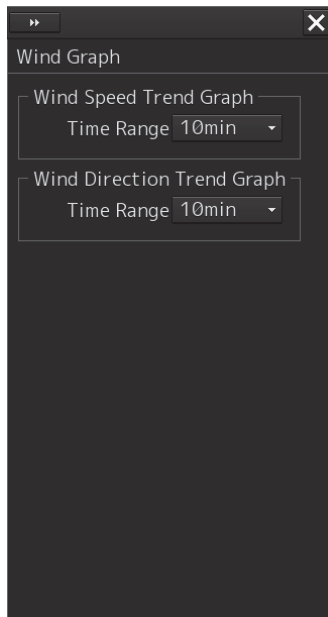 Wind Graph
Wind Speed Trend Graph
Time Range 10min
Wind Direction Trend Graph
Time Range 10min